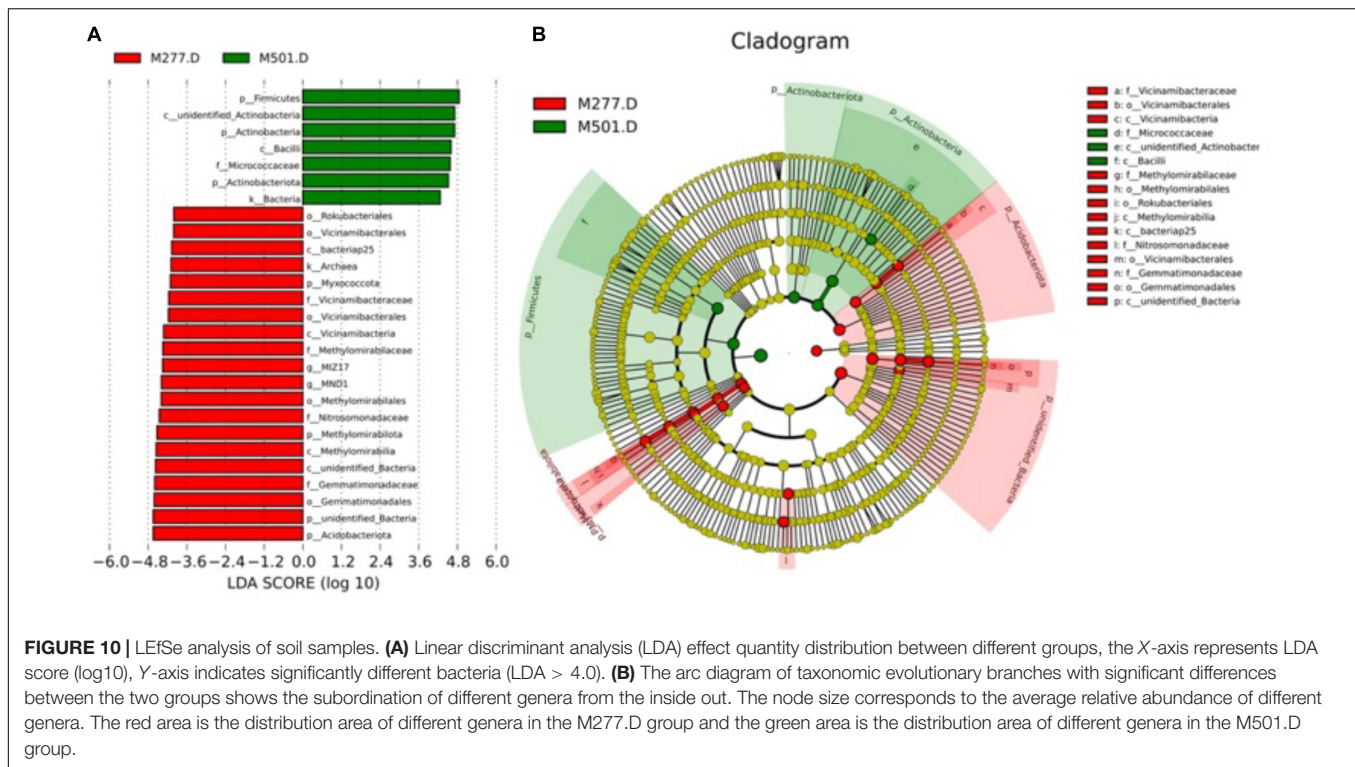 A
M277.D M501.D
p__Firmicutes
c__unidentified_Actinobacteria
p__Actinobacteria
c__Bacilli
f__Micrococcaceae
p__Actinobacteriota
k__Bacteria
o__Rokubacteriales
o__Vicinamibacterales
c__bacteriap25
k__Archaea
p__Myxococcota
f__Vicinamibacteraceae
o__Vicinamibacterales
c__Vicinamibacteria
f__Methylomirabilaceae
g__MIZ17
g__MND1
o__Methylomirabilales
f__Nitrosomonadaceae
p__Methylomirabilota
c__Methylomirabilia
c__unidentified_Bacteria
f__Gemmatimonadaceae
o__Gemmatimonadales
p__unidentified_Bacteria
p__Acidobacteriota
−6.0 −4.8 −3.6 −2.4 −1.2 0.0 1.2 2.4 3.6 4.8 6.0
LDA SCORE (log 10)
B
Cladogram
M277.D
M501.D
p__Actinobacteriota
p__Actinobacteria
e
d
c
p__Acidobacteriota
p
o
n
m
p__unidentified_Bacteria
f
p__Firmicutes
k
l
a: f__Vicinamibacteraceae
b: o__Vicinamibacterales
c: c__Vicinamibacteria
d: f__Micrococcaceae
e: c__unidentified_Actinobacter
f: c__Bacilli
g: f__Methylomirabilaceae
h: o__Methylomirabilales
i: o__Rokubacteriales
j: c__Methylomirabilia
k: c__bacteriap25
l: f__Nitrosomonadaceae
m: o__Vicinamibacterales
n: f__Gemmatimonadaceae
o: o__Gemmatimonadales
p: c__unidentified_Bacteria
FIGURE 10 | LEfSe analysis of soil samples. (A) Linear discriminant analysis (LDA) effect quantity distribution between different groups, the X-axis represents LDA
score (log10), Y-axis indicates significantly different bacteria (LDA > 4.0). (B) The arc diagram of taxonomic evolutionary branches with significant differences
between the two groups shows the subordination of different genera from the inside out. The node size corresponds to the average relative abundance of different
genera. The red area is the distribution area of different genera in the M277.D group and the green area is the distribution area of different genera in the M501.D
group.